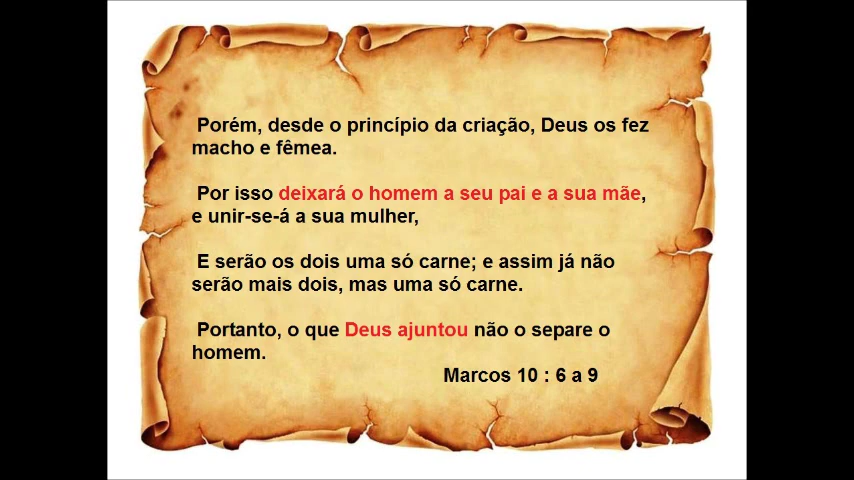 Porém, desde o princípio da criação, Deus os fez
macho e fêmea.
Por isso deixará o homem a seu pai e a sua mãe,
e unir-se-á a sua mulher,
E serão os dois uma só carne; e assim já não
serão mais dois, mas uma só carne.
Portanto, o que Deus ajuntou não o separe o
homem.
Marcos 10 : 6 a 9